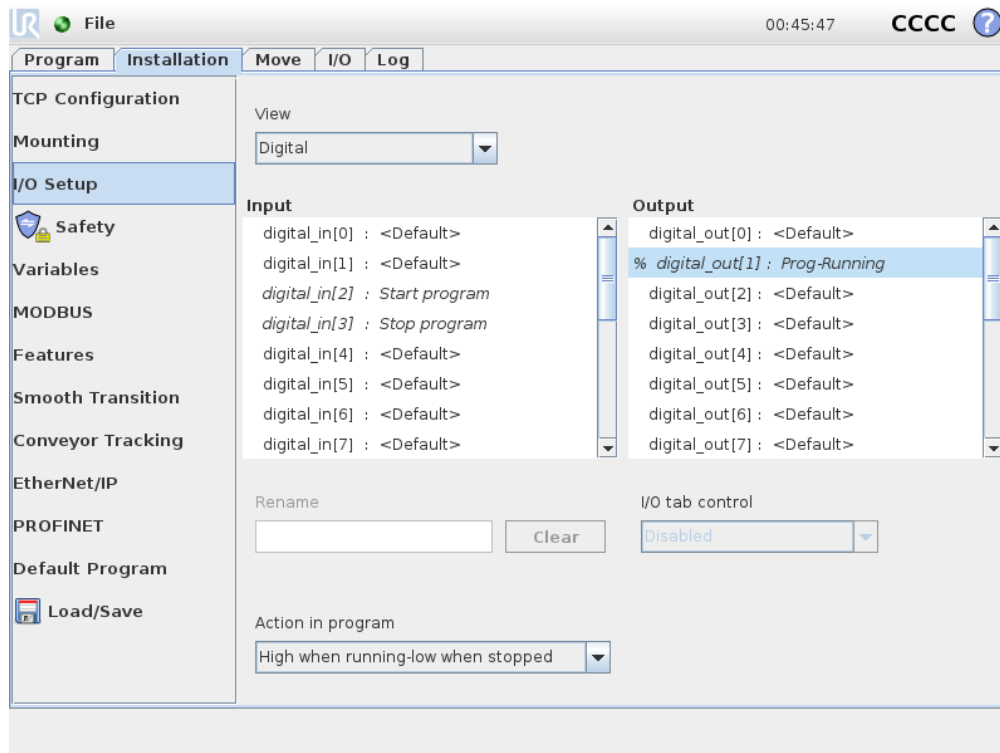 UR File 00:45:47 CCCC ?
Program Installation Move I/O Log
TCP Configuration
Mounting
I/O Setup
Safety
Variables
MODBUS
Features
Smooth Transition
Conveyor Tracking
EtherNet/IP
PROFINET
Default Program
Load/Save
View
Digital
Input
digital_in[0] : <Default>
digital_in[1] : <Default>
digital_in[2] : Start program
digital_in[3] : Stop program
digital_in[4] : <Default>
digital_in[5] : <Default>
digital_in[6] : <Default>
digital_in[7] : <Default>
Output
digital_out[0] : <Default>
% digital_out[1] : Prog-Running
digital_out[2] : <Default>
digital_out[3] : <Default>
digital_out[4] : <Default>
digital_out[5] : <Default>
digital_out[6] : <Default>
digital_out[7] : <Default>
Rename
Clear
I/O tab control
Disabled
Action in program
High when running-low when stopped